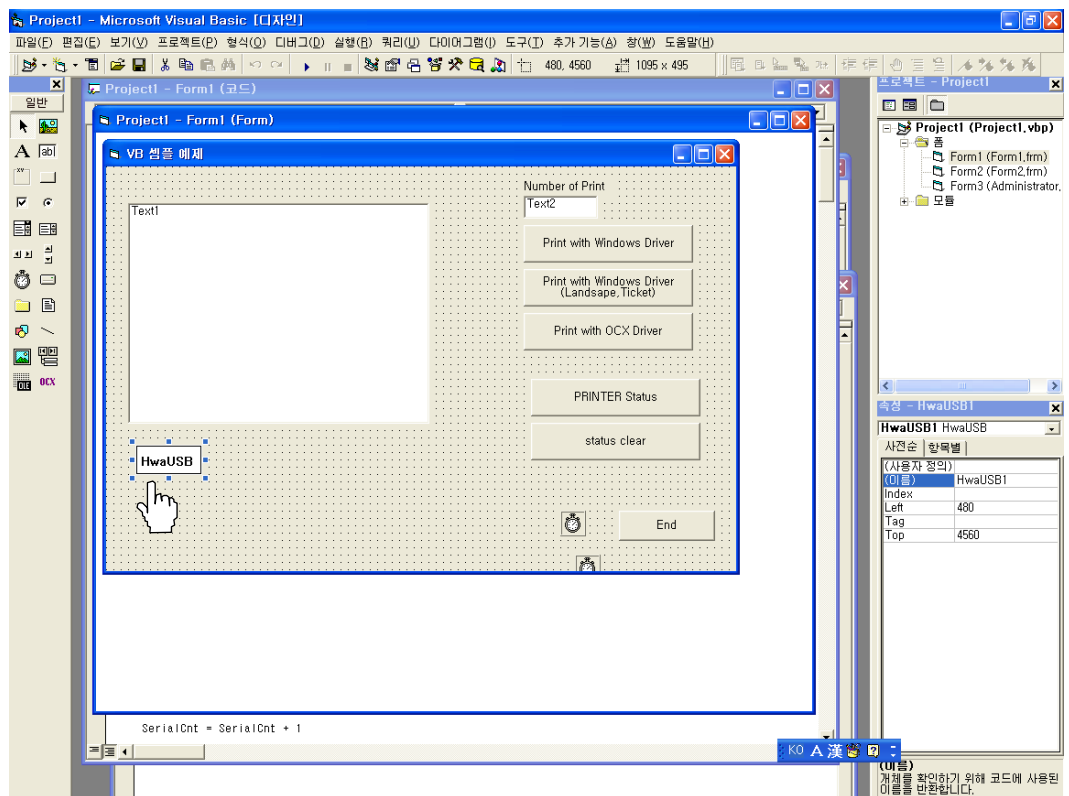 Project1 - Microsoft Visual Basic [디자인]
파일(F) 편집(E) 보기(V) 프로젝트(P) 형식(O) 디버그(D) 실행(R) 쿼리(U) 다이어그램(I) 도구(T) 추가 기능(A) 창(W) 도움말(H)
480, 4560 1095 x 495
일반
A ab|
OLE OCX
Project1 - Form1 (코드)
Project1 - Form1 (Form)
VB 셈플 예제
Number of Print
Text1
Text2
Print with Windows Driver
Print with Windows Driver
(Landsape,Ticket)
Print with OCX Driver
PRINTER Status
status clear
HwaUSB
End
SerialCnt = SerialCnt + 1
프로젝트 - Project1
Project1 (Project1.vbp)
폼
Form1 (Form1.frm)
Form2 (Form2.frm)
Form3 (Administrator.
모듈
속성 - HwaUSB1
HwaUSB1 HwaUSB
사전순 항목별
(사용자 정의)
(이름) HwaUSB1
Index
Left 480
Tag
Top 4560
(이름)
개체를 확인하기 위해 코드에 사용된
이름을 반환합니다.
KO A 漢